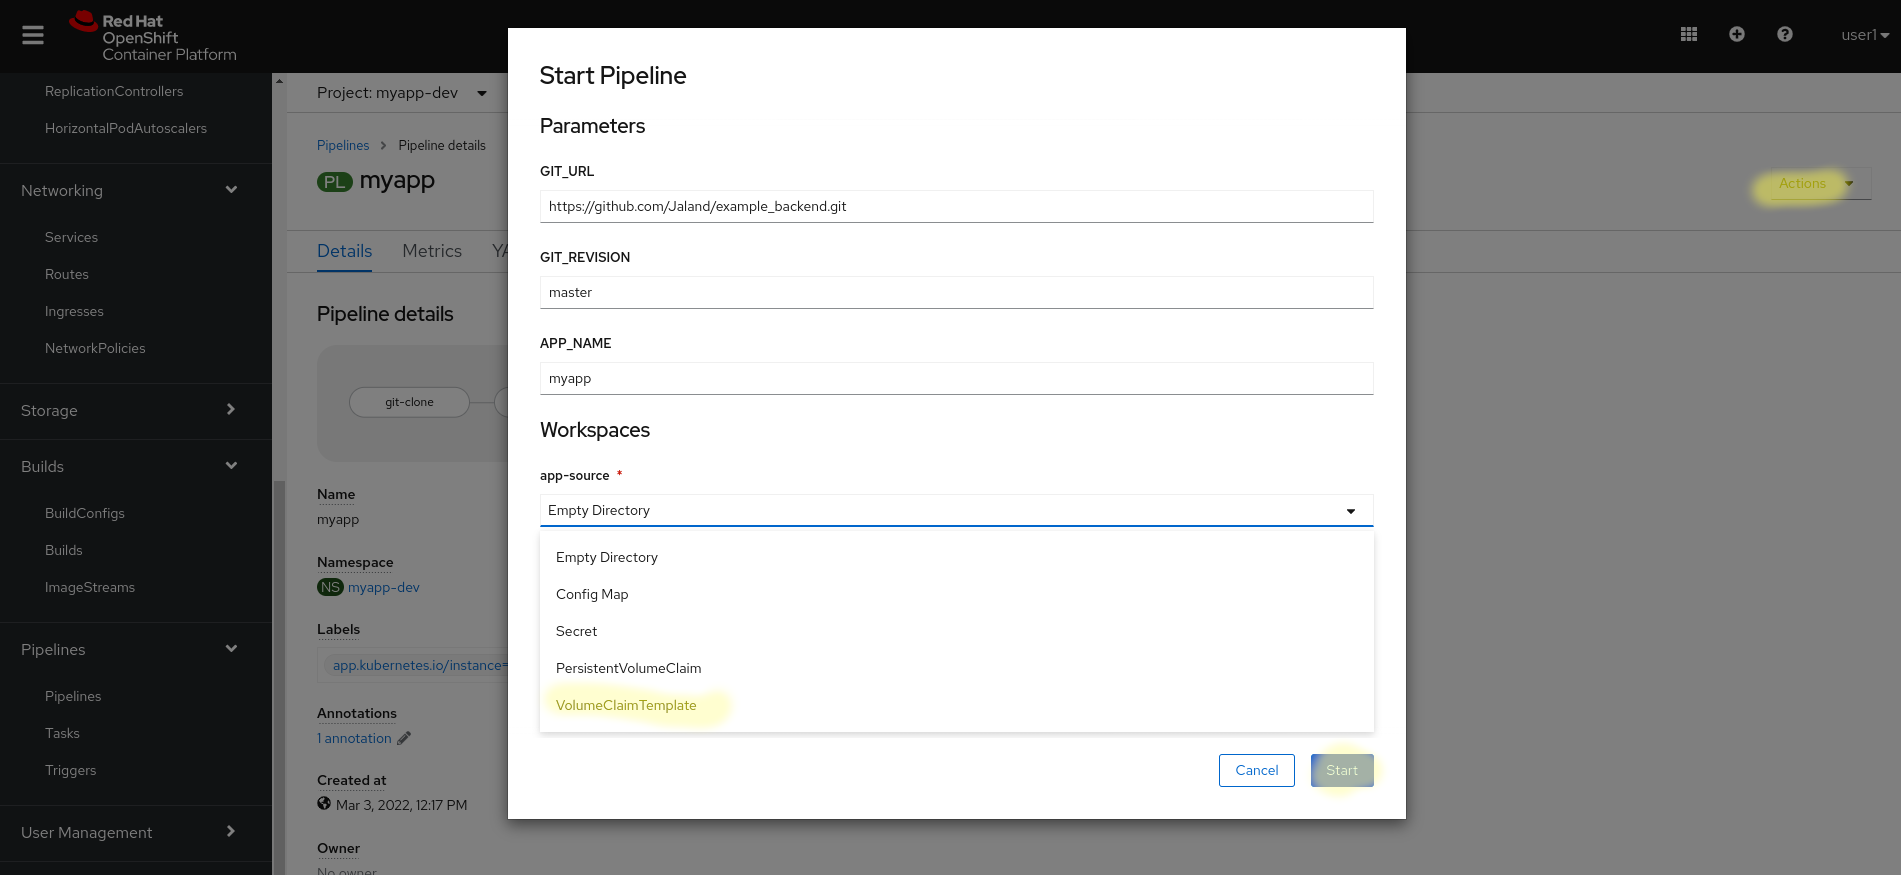 Red Hat
OpenShift
Container Platform
user1
ReplicationControllers
HorizontalPodAutoscalers
Networking
Services
Routes
Ingresses
NetworkPolicies
Storage
Builds
BuildConfigs
Builds
ImageStreams
Pipelines
Pipelines
Tasks
Triggers
User Management
Project: myapp-dev
Pipelines > Pipeline details
PL myapp
Actions
Details Metrics YA
Pipeline details
git-clone
Name
myapp
Namespace
NS myapp-dev
Labels
app.kubernetes.io/instance=
Annotations
1 annotation
Created at
Mar 3, 2022, 12:17 PM
Owner
No owner
Start Pipeline
Parameters
GIT_URL
https://github.com/Jaland/example_backend.git
GIT_REVISION
master
APP_NAME
myapp
Workspaces
app-source *
Empty Directory
Empty Directory
Config Map
Secret
PersistentVolumeClaim
VolumeClaimTemplate
Cancel Start